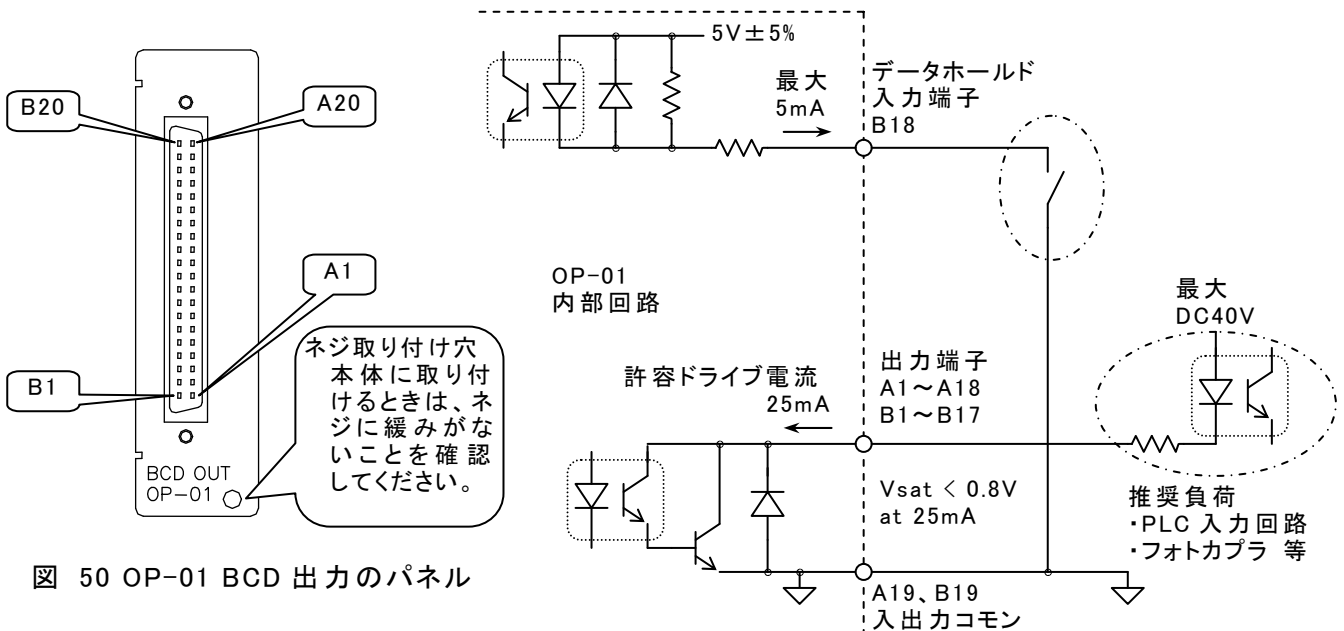 B20
A20
A1
B1
ネジ取り付け穴
本体に取り付
けるときは、ネ
ジに緩みがな
いことを確認
してください。
BCD OUT
OP-01
図 50 OP-01 BCD 出力のパネル
5V±5%
最大
5mA
データホールド
入力端子
B18
OP-01
内部回路
許容ドライブ電流
25mA
出力端子
A1～A18
B1～B17
Vsat < 0.8V
at 25mA
A19、B19
入出力コモン
最大
DC40V
推奨負荷
・PLC 入力回路
・フォトカプラ 等